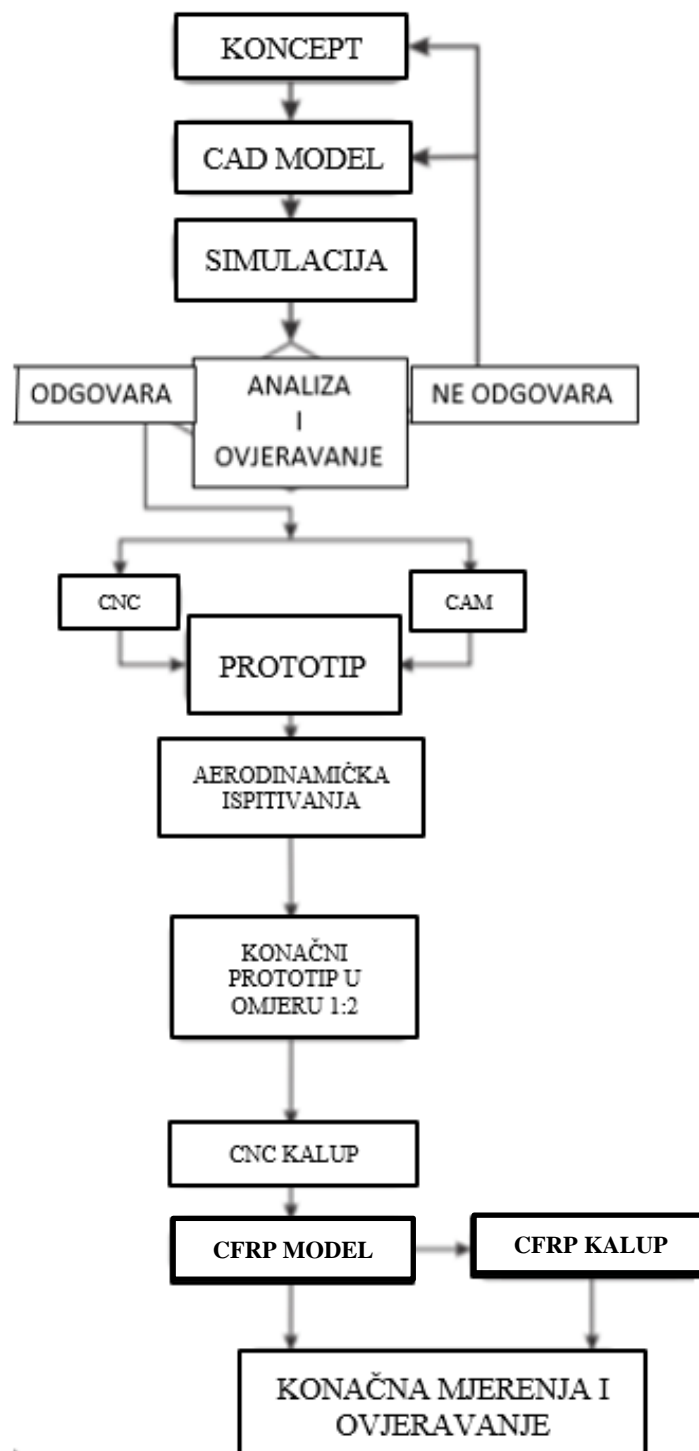 KONCEPT
CAD MODEL
SIMULACIJA
ODGOVARA
ANALIZA
I
OVJERAVANJE
NE ODGOVARA
CNC
CAM
PROTOTIP
AERODINAMIČKA
ISPITIVANJA
KONAČNI
PROTOTIP U
OMJERU 1:2
CNC KALUP
CFRP MODEL
CFRP KALUP
KONAČNA MJERENJA I
OVJERAVANJE